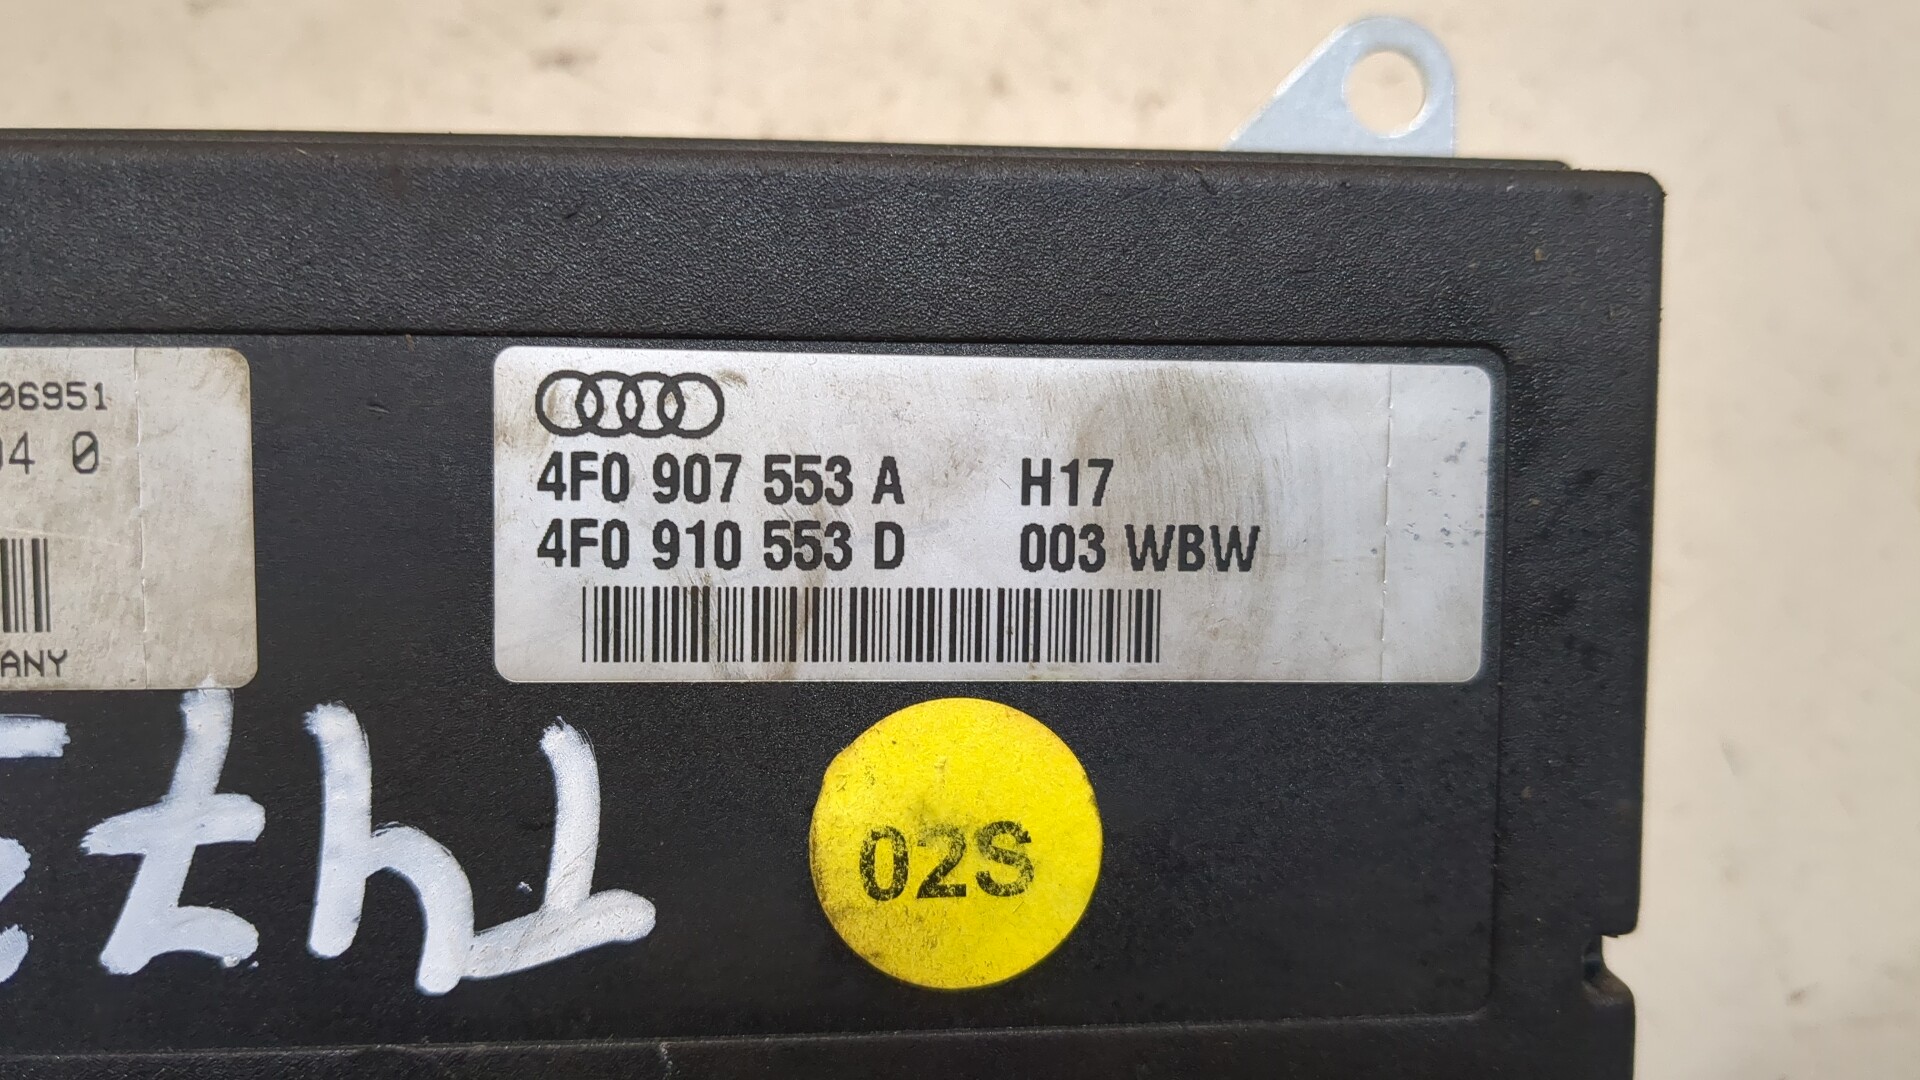 06951
04 0
ANY
4F0 907 553 A H17
4F0 910 553 D 003 WBW
02S